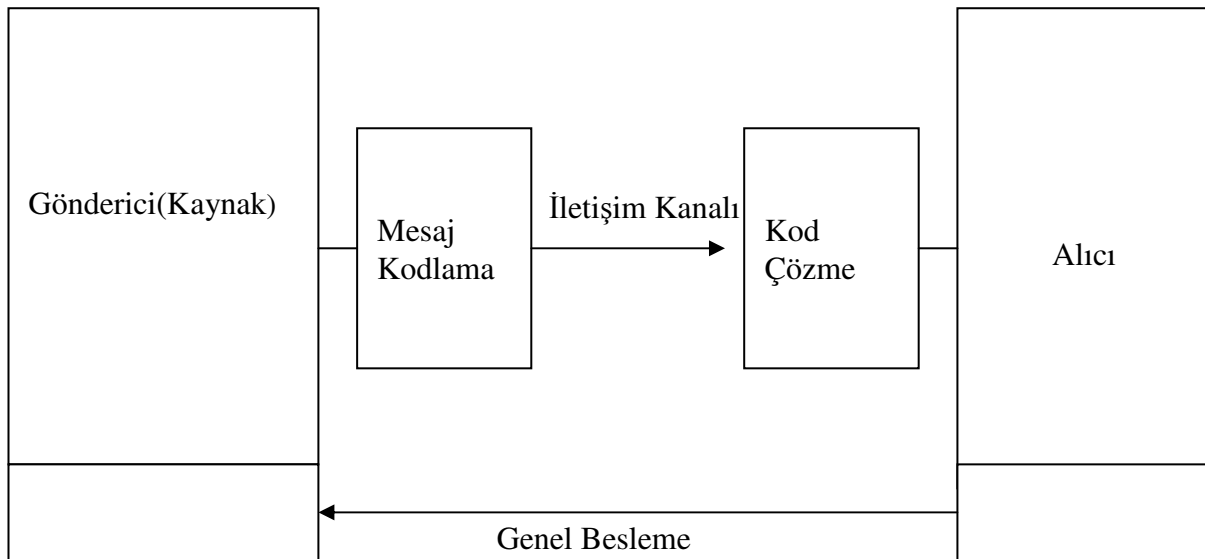 Gönderici(Kaynak)
Mesaj
Kodlama
İletişim Kanalı
Kod
Çözme
Alıcı
Genel Besleme